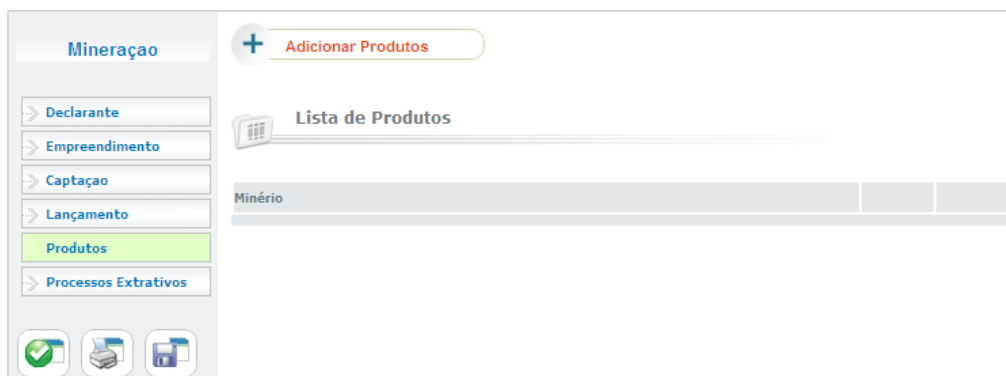 Mineraçao
Declarante
Empreendimento
Captaçao
Lançamento
Produtos
Processos Extrativos
Adicionar Produtos
Lista de Produtos
Minério